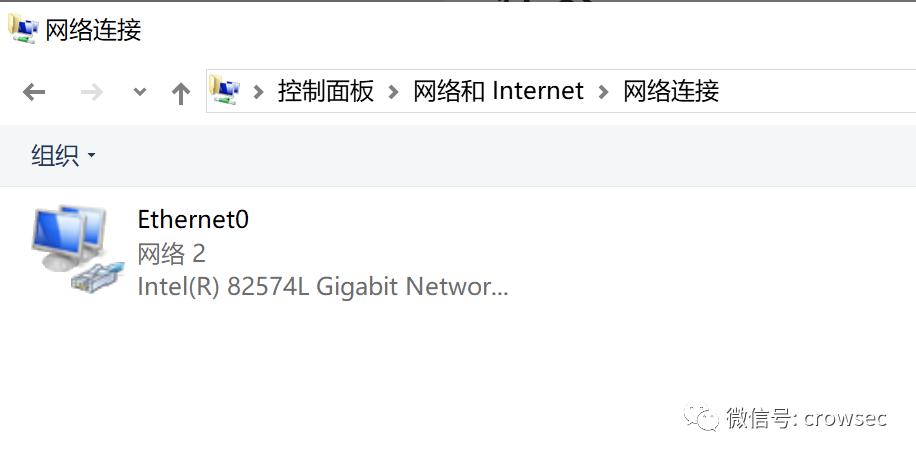 网络连接
控制面板 网络和 Internet 网络连接
组织
Ethernet0
网络 2
Intel(R) 82574L Gigabit Networ...
微信号: crowsec